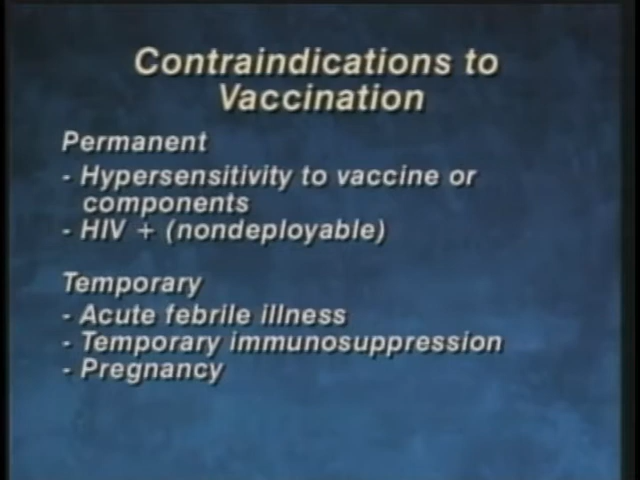 Contraindications to
Vaccination
Permanent
- Hypersensitivity to vaccine or
components
- HIV + (nondeployable)
Temporary
- Acute febrile illness
- Temporary immunosuppression
- Pregnancy